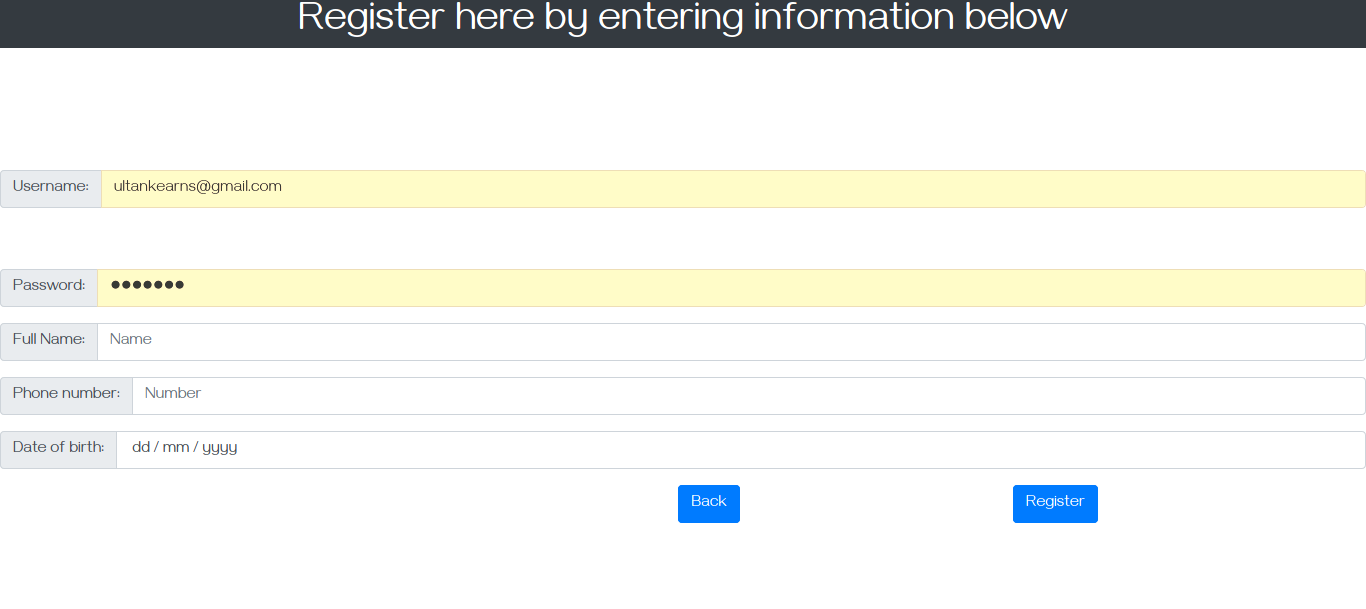 Register here by entering information below
Username: ultankearns@gmail.com
Password: ●●●●●●●
Full Name: Name
Phone number: Number
Date of birth: dd / mm / yyyy
Back Register